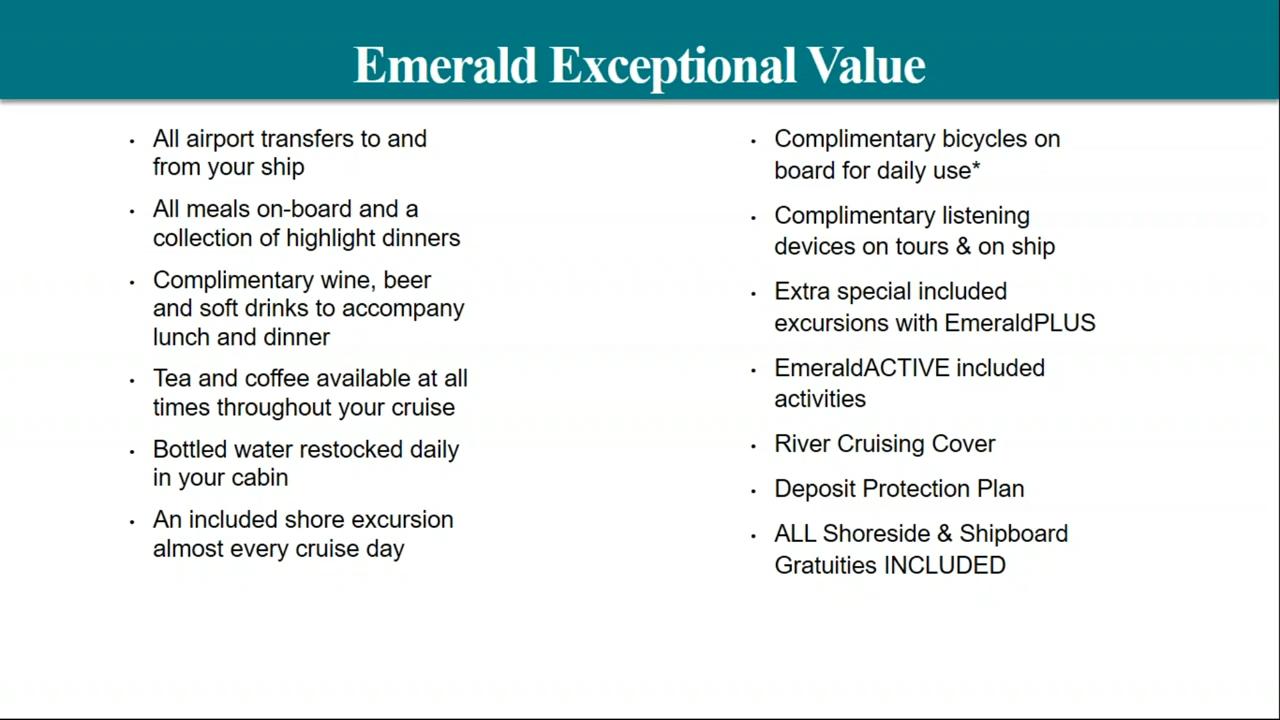 Emerald Exceptional Value
· All airport transfers to and
from your ship
· All meals on-board and a
collection of highlight dinners
· Complimentary wine, beer
and soft drinks to accompany
lunch and dinner
· Tea and coffee available at all
times throughout your cruise
· Bottled water restocked daily
in your cabin
· An included shore excursion
almost every cruise day
· Complimentary bicycles on
board for daily use*
· Complimentary listening
devices on tours & on ship
· Extra special included
excursions with EmeraldPLUS
· EmeraldACTIVE included
activities
· River Cruising Cover
· Deposit Protection Plan
· ALL Shoreside & Shipboard
Gratuities INCLUDED